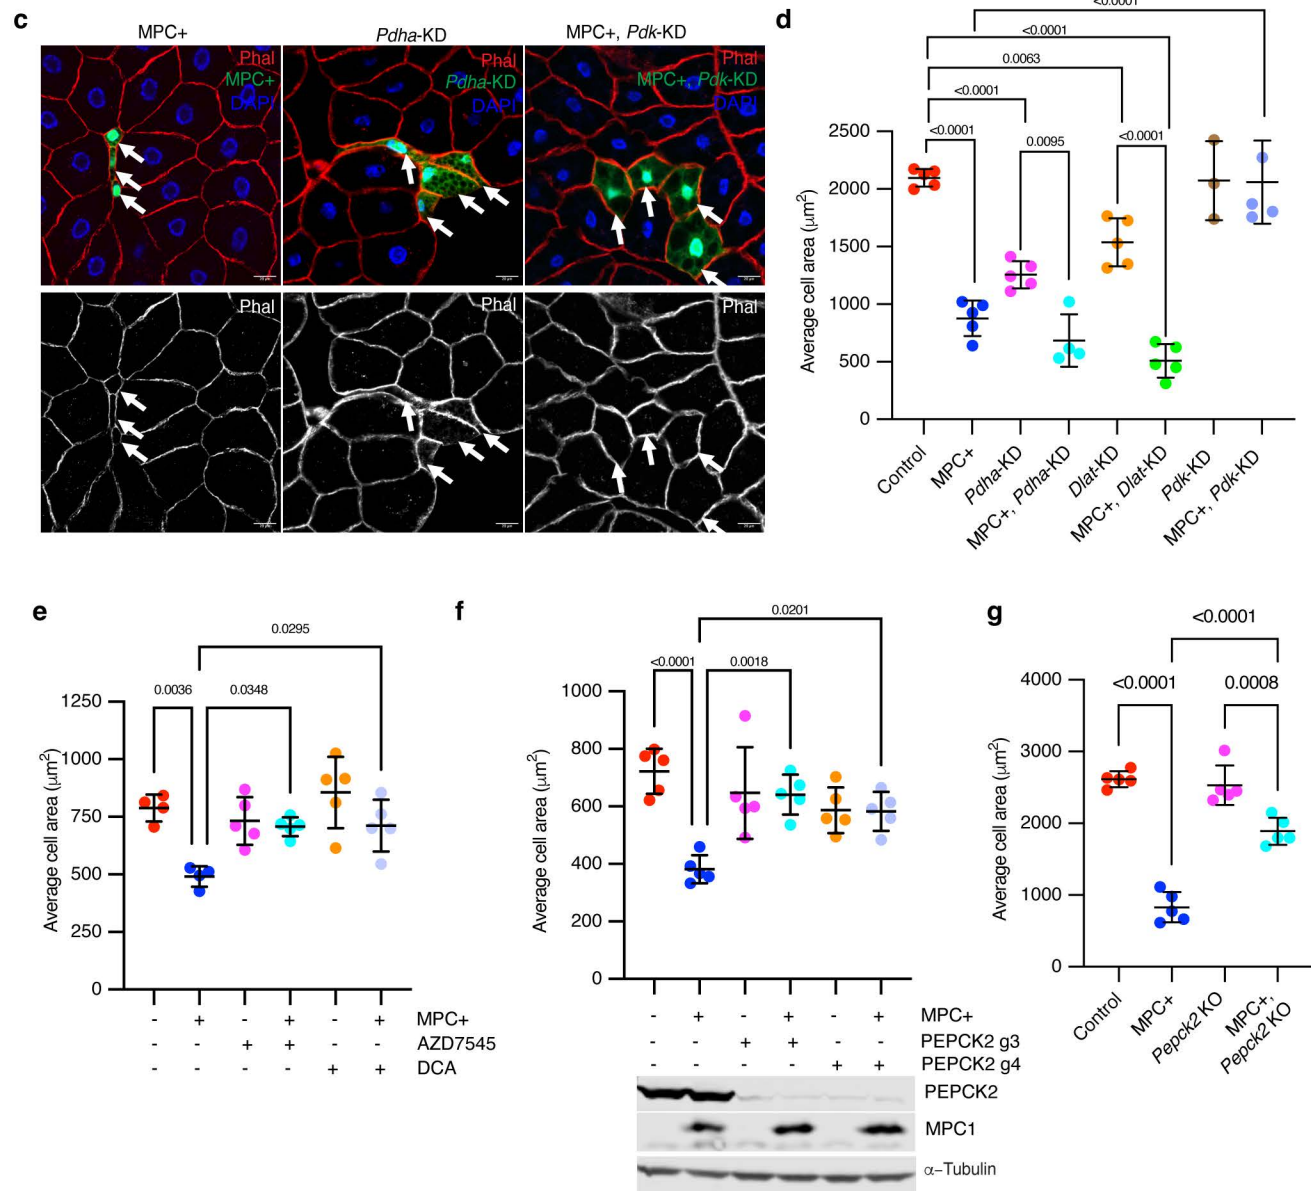 c
MPC+
Pdha-KD
MPC+, Pdk-KD
Phal
MPC+
DAPI
Phal
Pdha-KD
DAPI
Phal
MPC+, Pdk-KD
DAPI
Phal
Phal
Phal
d
<0.0001
<0.0001
0.0063
<0.0001
<0.0001
0.0095
<0.0001
Average cell area (μm2)
2500
2000
1500
1000
500
0
Control
MPC+
Pdha-KD
MPC+, Pdha-KD
Dlat-KD
MPC+, Dlat-KD
Pdk-KD
MPC+, Pdk-KD
e
0.0295
0.0036
0.0348
Average cell area (μm2)
1250
1000
750
500
250
0
- + - + - + MPC+
- - + + - - AZD7545
- - - - + + DCA
f
0.0201
<0.0001
0.0018
Average cell area (μm2)
1000
800
600
400
200
0
- + - + - + MPC+
- - + + - - PEPCK2 g3
- - - - + + PEPCK2 g4
PEPCK2
MPC1
α-Tubulin
g
<0.0001
<0.0001
0.0008
Average cell area (μm2)
4000
3000
2000
1000
0
Control
MPC+
Pepck2 KO
MPC+,
Pepck2 KO